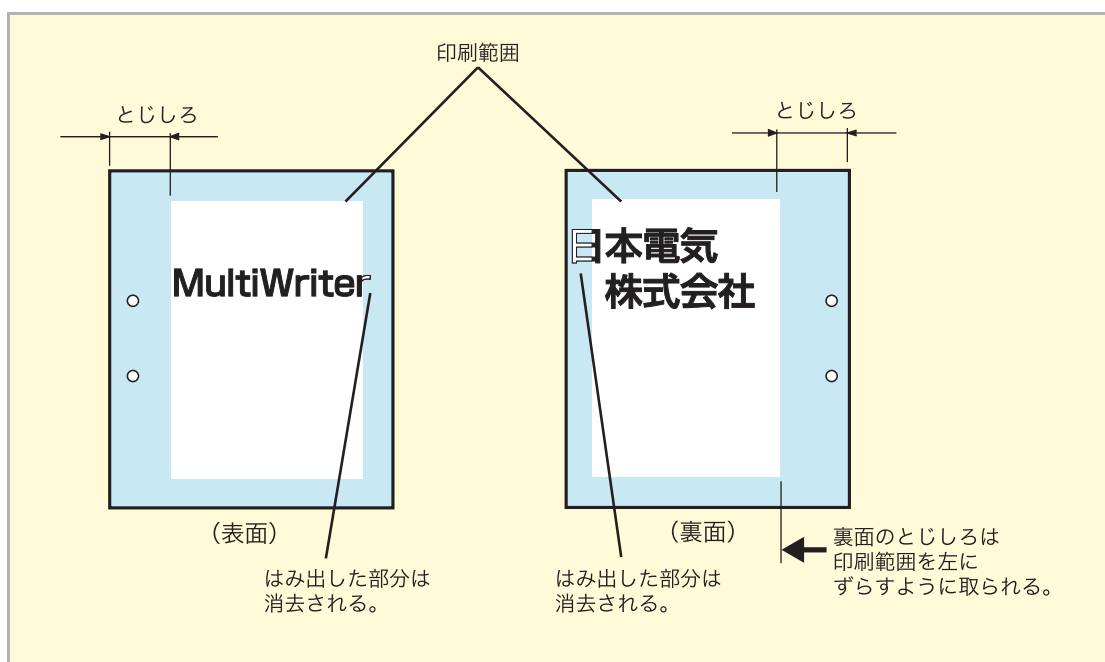 印刷範囲
とじしろ
とじしろ
MultiWriter
日本電気
株式会社
（表面）
（裏面）
はみ出した部分は
消去される。
はみ出した部分は
消去される。
裏面のとじしろは
印刷範囲を左に
ずらすように取られる。